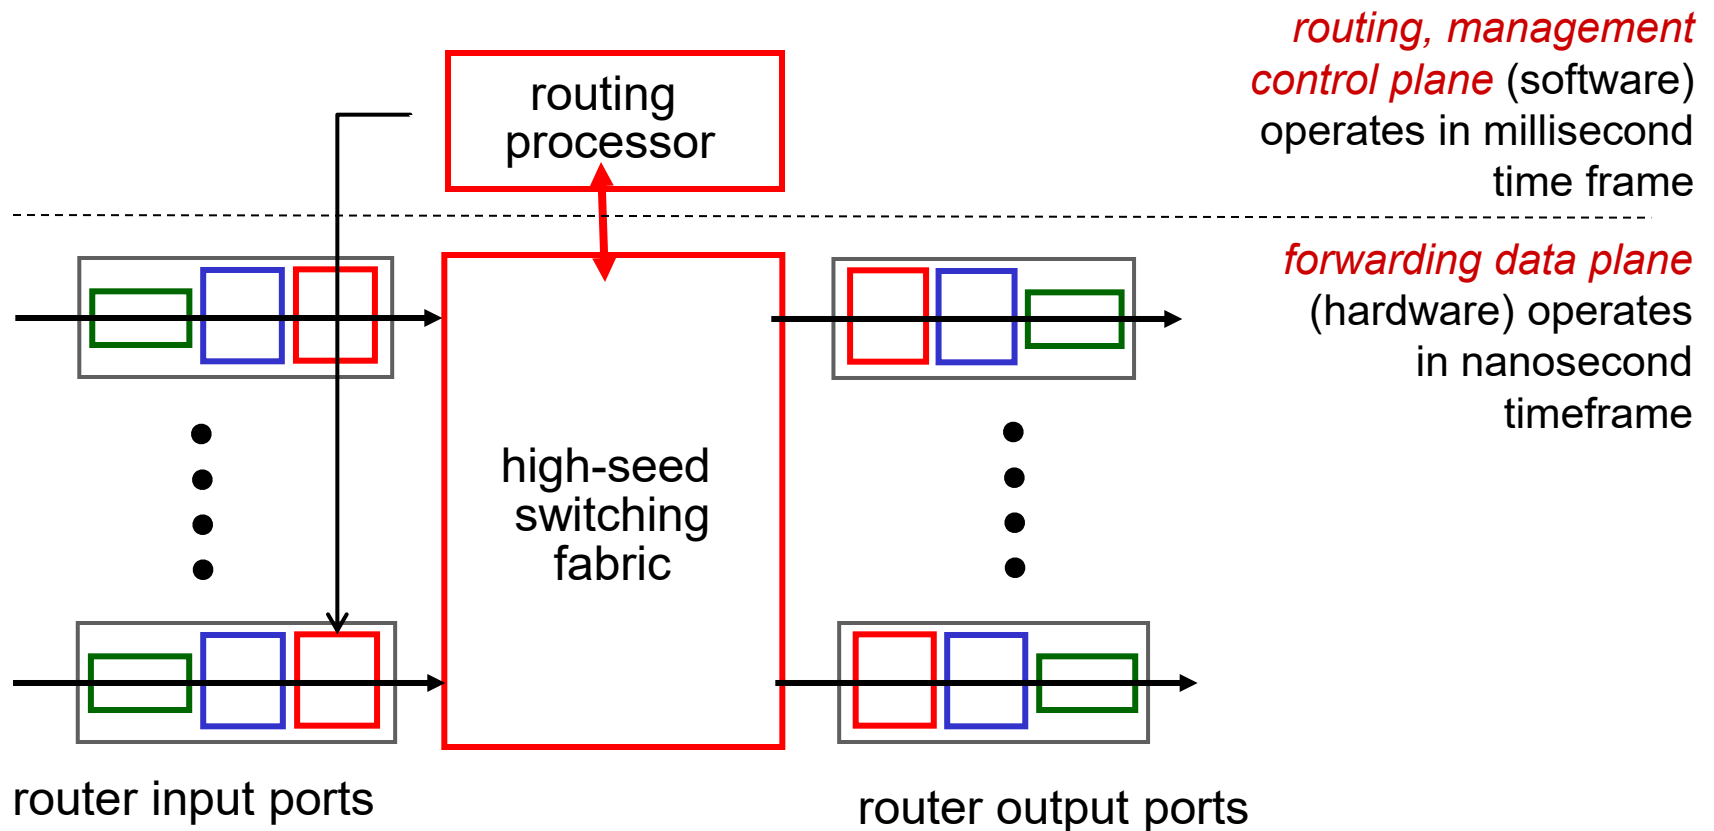 routing, management
control plane (software)
operates in millisecond
time frame
routing
processor
forwarding data plane
(hardware) operates
in nanosecond
timeframe
high-seed
switching
fabric
router input ports
router output ports